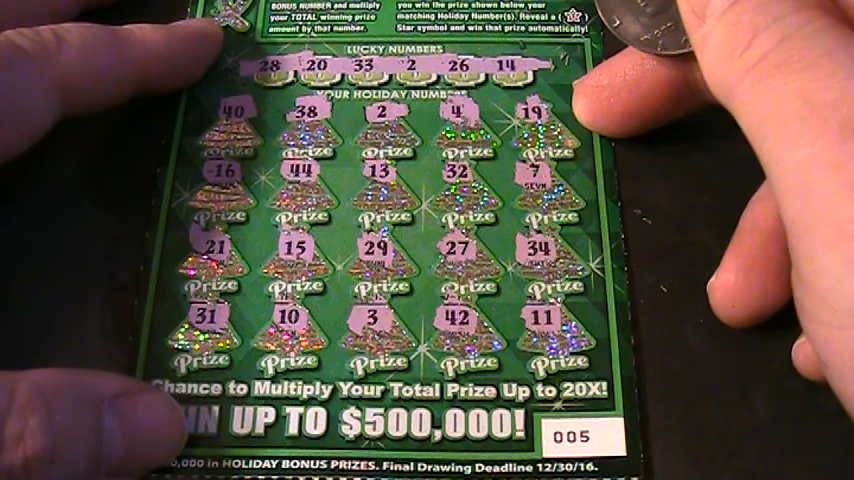 BONUS NUMBER and multiply
your TOTAL winning prize
amount by that number.
you win the prize shown below your
matching Holiday Number(s). Reveal a (
Star symbol and win that prize automatically!
LUCKY NUMBERS
28 20 33 2 26 14
YOUR HOLIDAY NUMBERS
40 38 2 4 19
Prize Prize Prize Prize Prize
16 44 13 32 7
SEVN
Prize Prize Prize Prize
21 15 29 27 34
Prize Prize Prize Prize Prize
31 10 3 42 11
Prize Prize Prize Prize Prize
Chance to Multiply Your Total Prize Up to 20X!
UP TO $500,000!
005
0,000 in HOLIDAY BONUS PRIZES. Final Drawing Deadline 12/30/16.